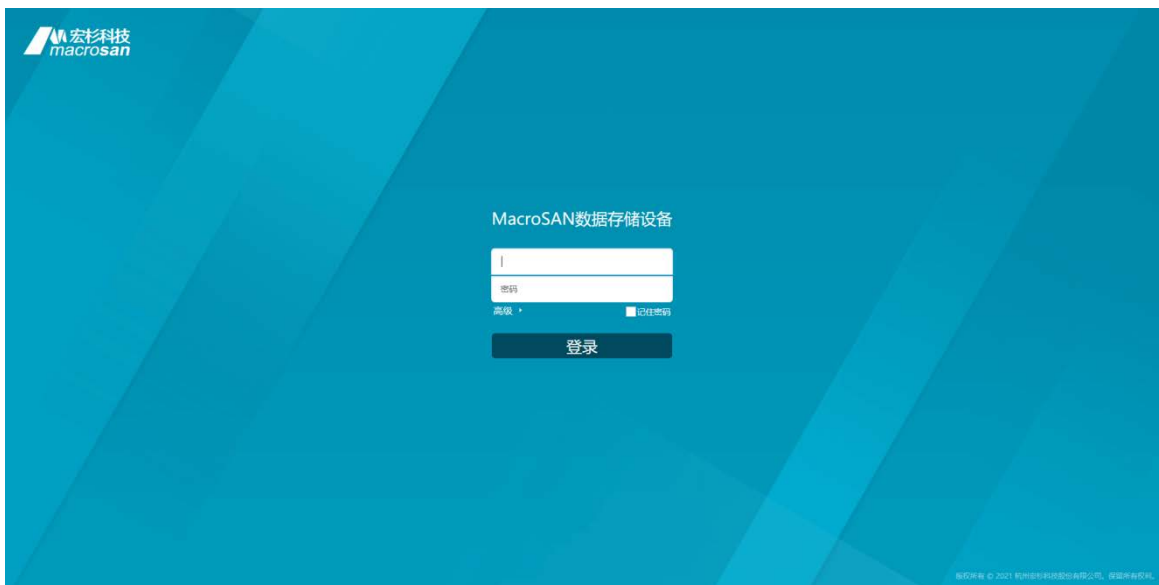 宏杉科技
macrosan
MacroSAN数据存储设备
密码
高级
记住密码
登录
版权所有 © 2021 杭州宏杉科技股份有限公司。保留所有权利。